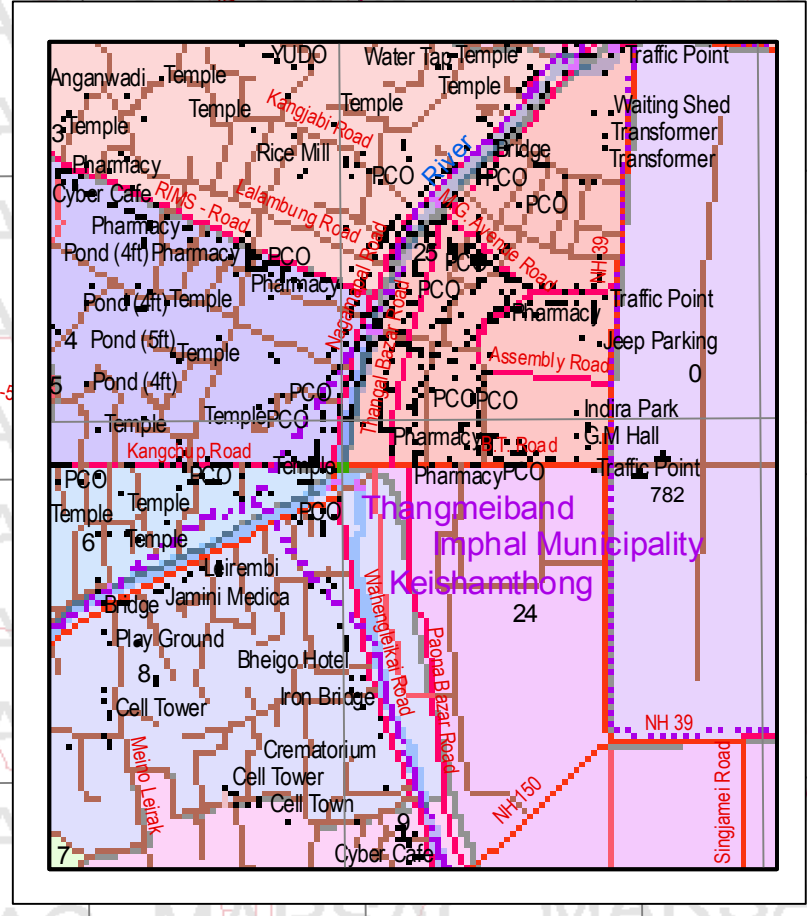 YUDO
Water Tap Temple
Traffic Point
Anganwadi
Temple
Temple
Temple
Kangjabi Road
Temple
Waiting Shed
3
Temple
Transformer
River
Bridge
Rice Mill
Transformer
Pharmacy
PCO
PCO
Cyber Cafe
RIMS - Road
Lalambung Road
M.G. Avenue Road
PCO
Pharmacy
Pond (4ft)
Pharmacy
PCO
25
PCO
NH 39
Nagamapal Road
Thangal Bazar Road
Pharmacy
PCO
Pond (4ft)
Temple
Pharmacy
Traffic Point
4
Pond (5ft)
Temple
Jeep Parking
Assembly Road
0
5
Pond (4ft)
PCO
PCO
PCO
Indira Park
Temple
Temple
PCO
Pharmacy
B.T. Road
G.M Hall
Kangchup Road
Temple
Traffic Point
PCO
PCO
Pharmacy
PCO
782
Temple
Temple
PCO
Thangmeiband
6
Temple
Imphal Municipality
Leirembi
Keishamthong
Bridge
Jamini Medica
24
Wahengleikai Road
Paona Bazar Road
Play Ground
8
Bheigo Hotel
Cell Tower
Iron Bridge
NH 39
Meino Leirak
Crematorium
Singjamei Road
Cell Tower
NH 150
Cell Town
9
7
Cyber Cafe